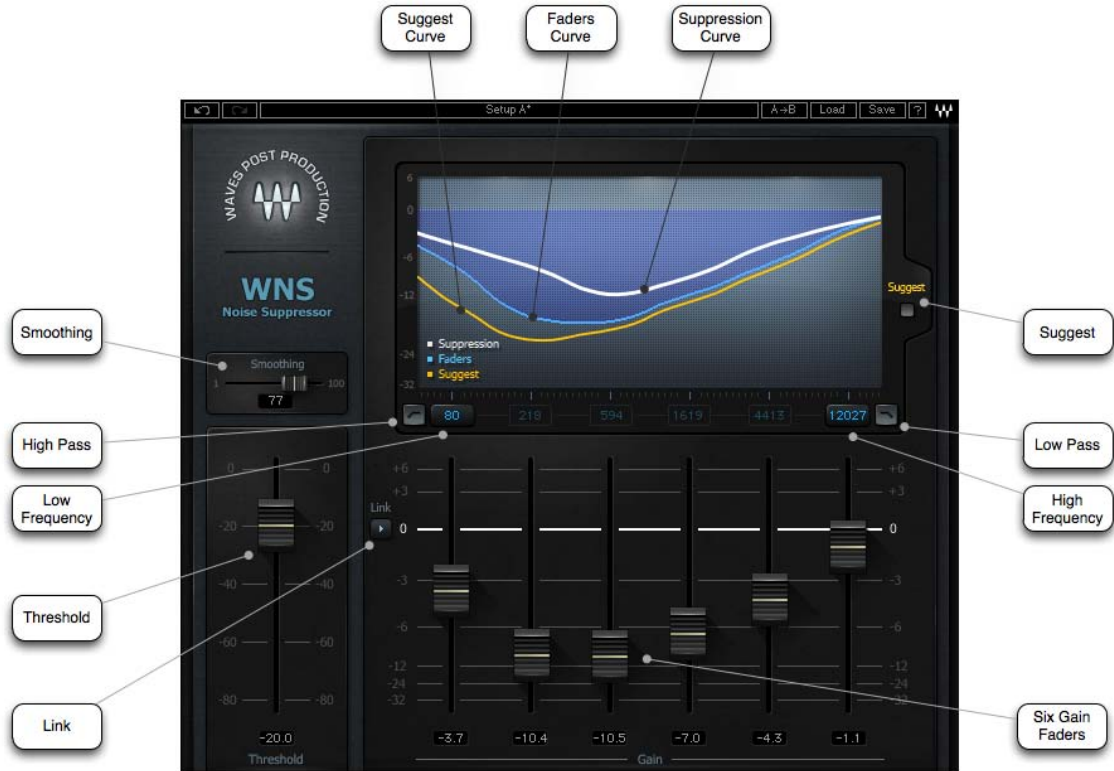 Suggest
Curve
Faders
Curve
Suppression
Curve
Setup A*
A→B
Load
Save
?
WAVES POST PRODUCTION
WNS
Noise Suppressor
6
0
-6
-12
-24
-32
Suppression
Faders
Suggest
Suggest
Suggest
Smoothing
Smoothing
1
100
77
80
218
594
1619
4413
12027
High Pass
Low Pass
Low
Frequency
High
Frequency
0 0
-20 -20
-40 -40
-60 -60
-80 -80
-20.0
Threshold
Threshold
Link
Link
+6 +6
+3 +3
0 0
-3 -3
-6 -6
-12 -12
-24 -24
-32 -32
-3.7
-10.4
-10.5
-7.0
-4.3
-1.1
Gain
Six Gain
Faders